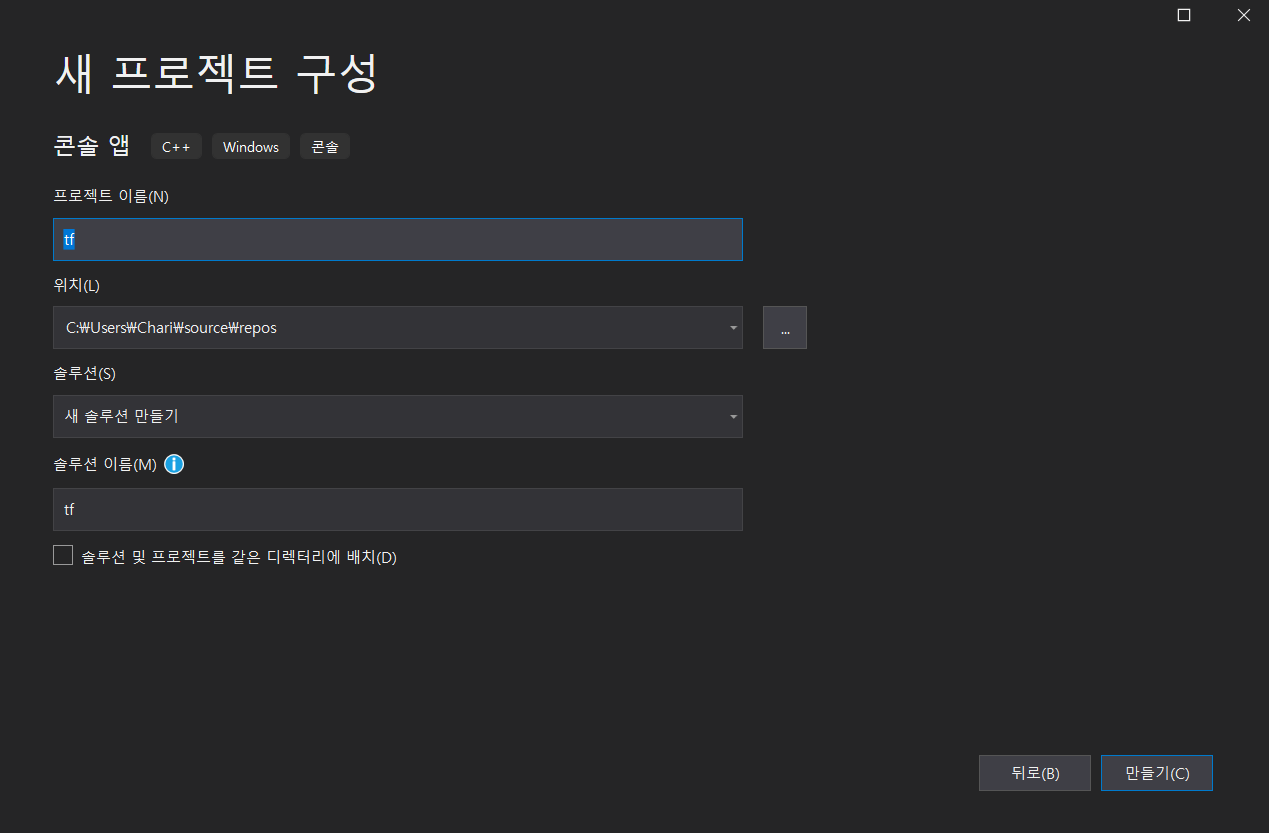 새 프로젝트 구성
콘솔 앱 C++ Windows 콘솔
프로젝트 이름(N)
tf
위치(L)
C:₩Users₩Chari₩source₩repos
...
솔루션(S)
새 솔루션 만들기
솔루션 이름(M)
tf
솔루션 및 프로젝트를 같은 디렉터리에 배치(D)
뒤로(B) 만들기(C)